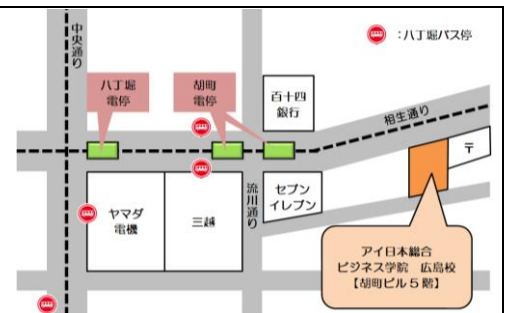 中央通り
：八丁堀バス停
八丁堀
電停
胡町
電停
百十四
銀行
相生通り
〒
ヤマダ
電機
三越
流川通り
セブン
イレブン
アイ日本総合
ビジネス学院 広島校
【胡町ビル５階】